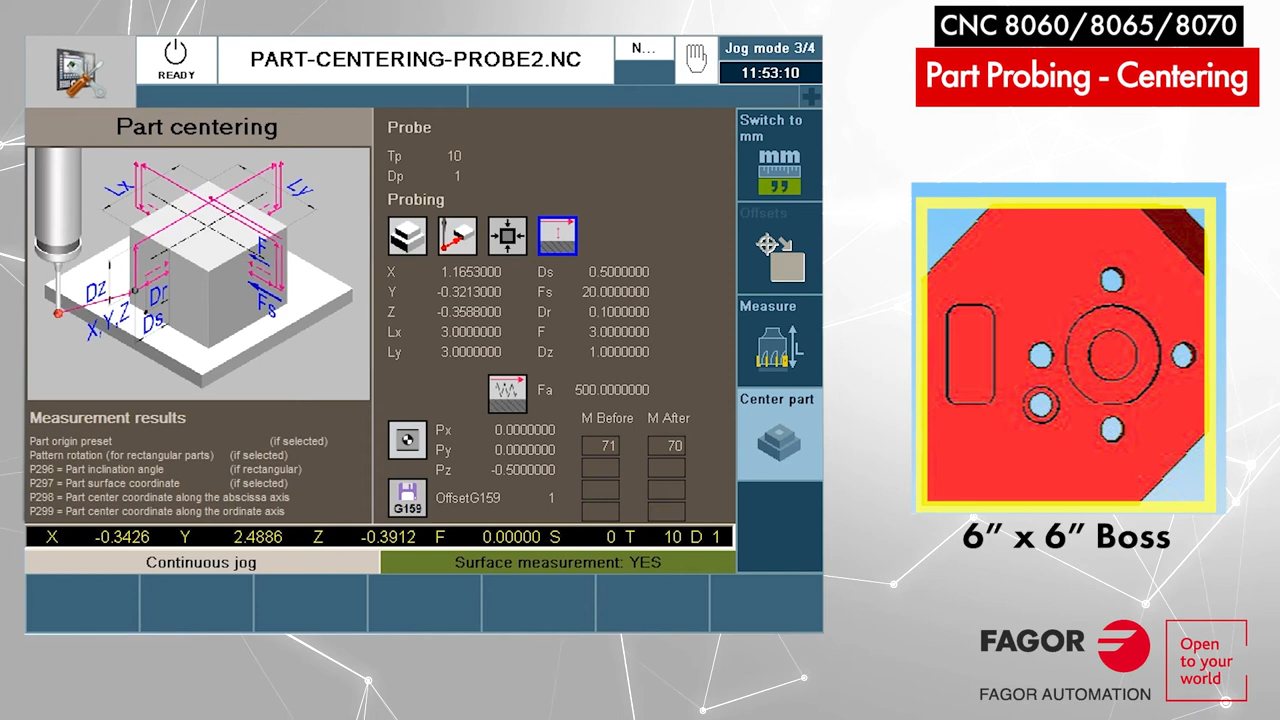 CNC 8060/8065/8070
Part Probing - Centering
READY
PART-CENTERING-PROBE2.NC
N...
Jog mode 3/4
11:53:10
Part centering
Lx
Ly
F
Fs
Dz
Dr
Ds
X,Y,Z
Measurement results
Part origin preset (if selected)
Pattern rotation (for rectangular parts) (if selected)
P296 = Part inclination angle (if rectangular)
P297 = Part surface coordinate (if selected)
P298 = Part center coordinate along the abscissa axis
P299 = Part center coordinate along the ordinate axis
Probe
Tp 10
Dp 1
Probing
X 1.1653000 Ds 0.5000000
Y -0.3213000 Fs 20.0000000
Z -0.3588000 Dr 0.1000000
Lx 3.0000000 F 3.0000000
Ly 3.0000000 Dz 1.0000000
Fa 500.0000000
M Before M After
Px 0.0000000 71 70
Py 0.0000000
Pz -0.5000000
G159 OffsetG159 1
Switch to
mm
mm
Offsets
Measure
L
Center part
X -0.3426 Y 2.4886 Z -0.3912 F 0.00000 S 0 T 10 D 1
Continuous jog
Surface measurement: YES
6” x 6” Boss
FAGOR
FAGOR AUTOMATION
Open
to your
world